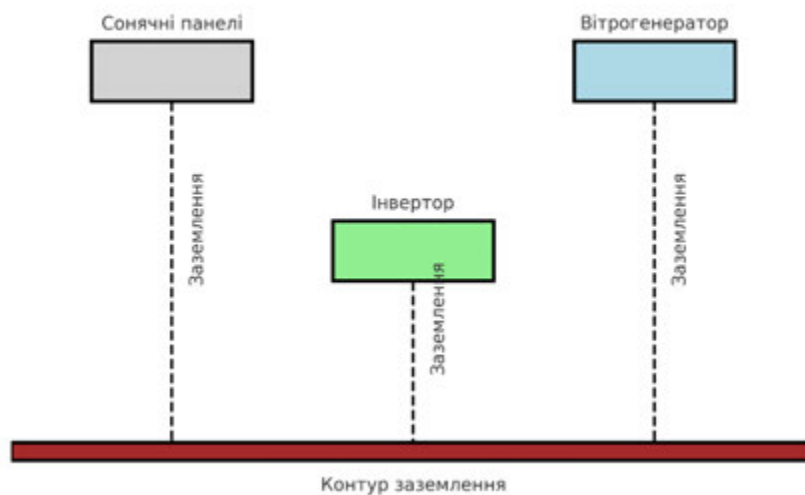 Сонячні панелі
Вітрогенератор
Заземлення
Інвертор
Заземлення
Заземлення
Контур заземлення